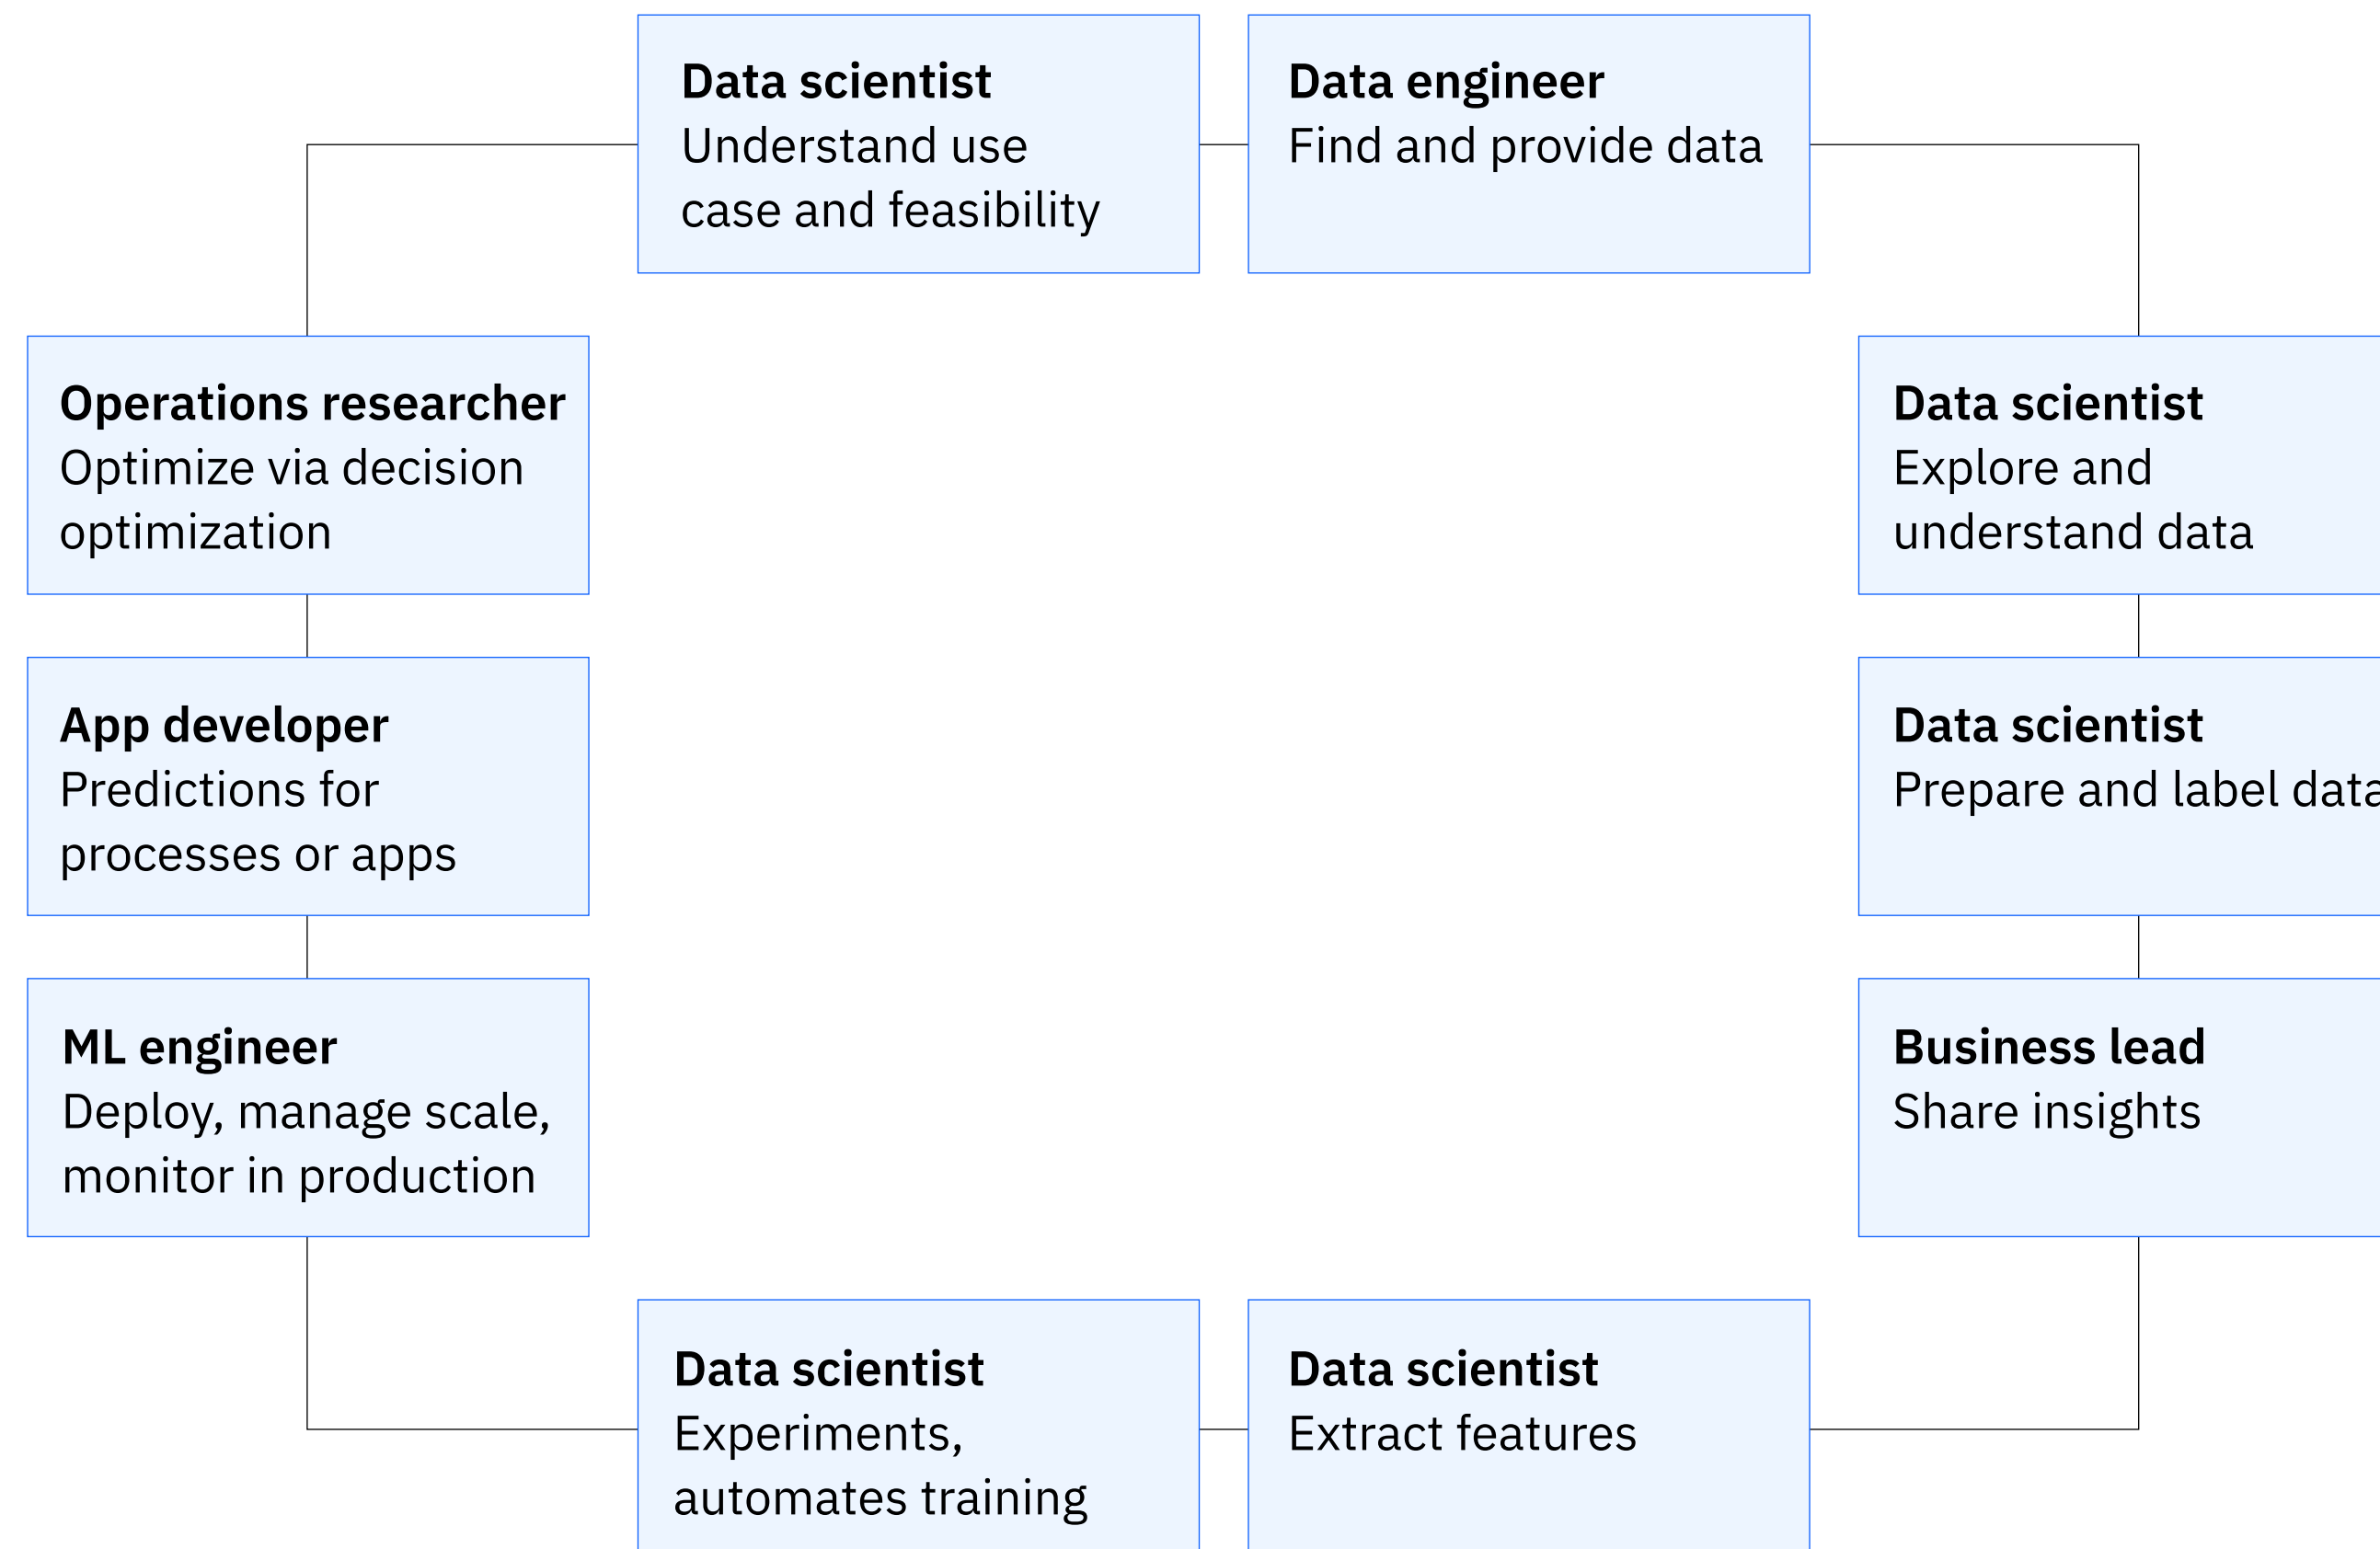 Data scientist
Understand use
case and feasibility
Data engineer
Find and provide data
Operations researcher
Optimize via decision
optimization
Data scientist
Explore and
understand data
App developer
Predictions for
processes or apps
Data scientist
Prepare and label data
ML engineer
Deploy, manage scale,
monitor in production
Business lead
Share insights
Data scientist
Experiments,
automates training
Data scientist
Extract features